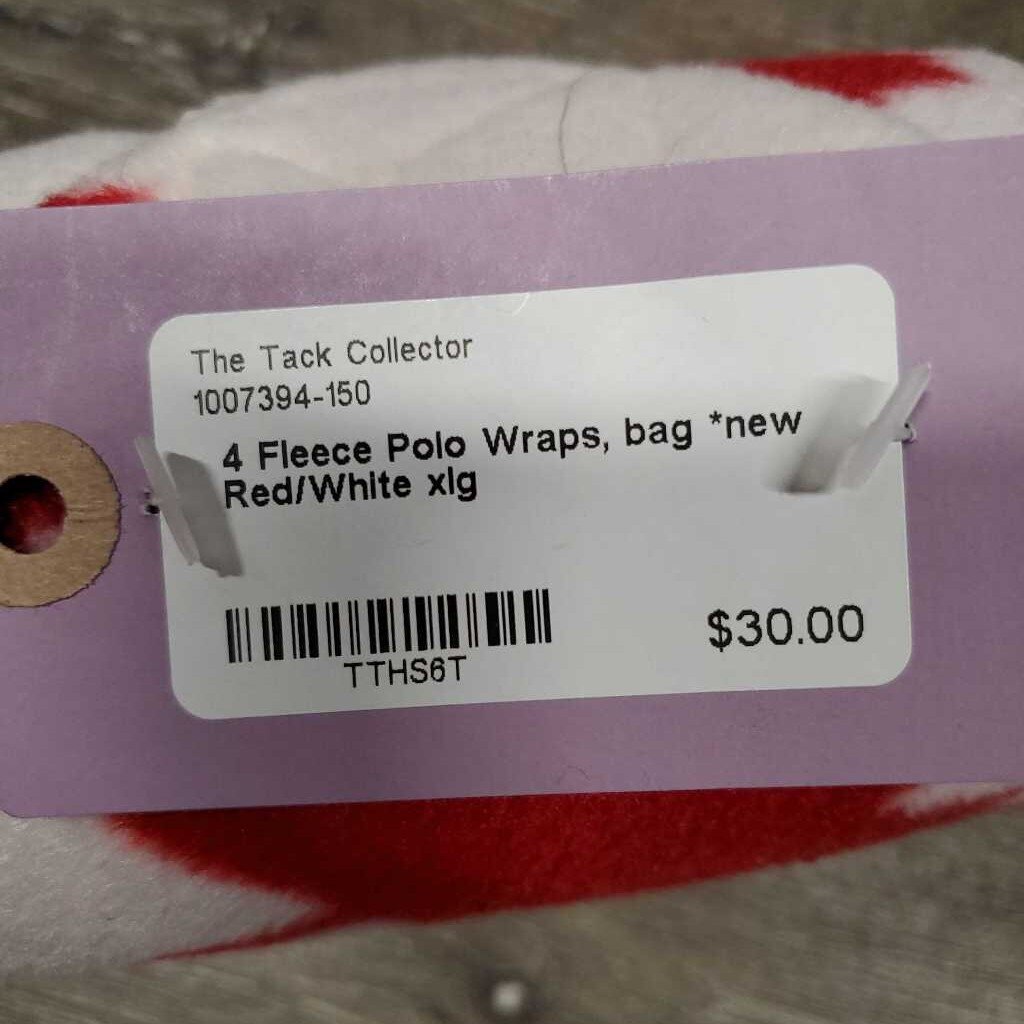 The Tack Collector
1007394-150
4 Fleece Polo Wraps, bag *new
Red/White xlg
TTHS6T
$30.00